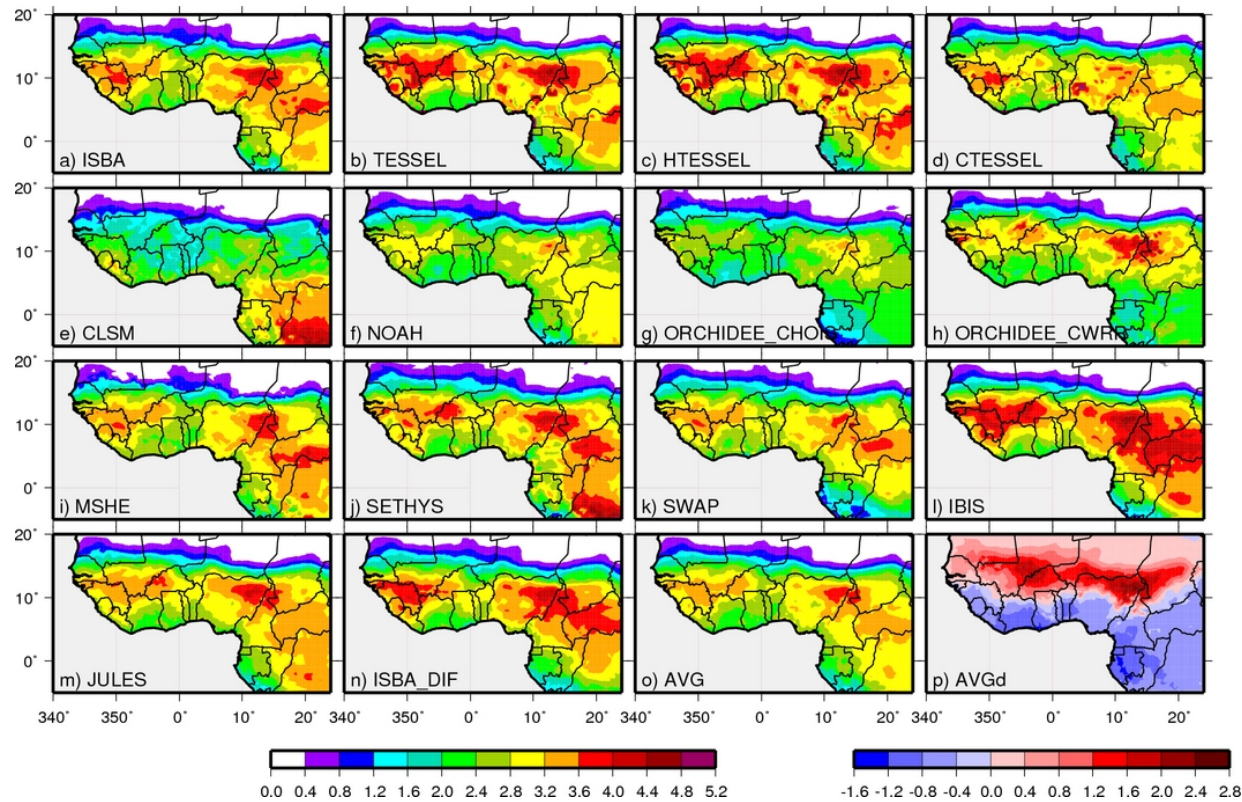 20°
10°
0°
a) ISBA
b) TESSEL
c) HTESSEL
d) CTESSEL
20°
10°
0°
e) CLSM
f) NOAH
g) ORCHIDEE_CHOIS
h) ORCHIDEE_CWRR
20°
10°
0°
i) MSHE
j) SETHYS
k) SWAP
l) IBIS
20°
10°
0°
m) JULES
n) ISBA_DIF
o) AVG
p) AVGd
340° 350° 0° 10° 20° 340° 350° 0° 10° 20° 340° 350° 0° 10° 20° 340° 350° 0° 10° 20°
0.0 0.4 0.8 1.2 1.6 2.0 2.4 2.8 3.2 3.6 4.0 4.4 4.8 5.2
-1.6 -1.2 -0.8 -0.4 0.0 0.4 0.8 1.2 1.6 2.0 2.4 2.8